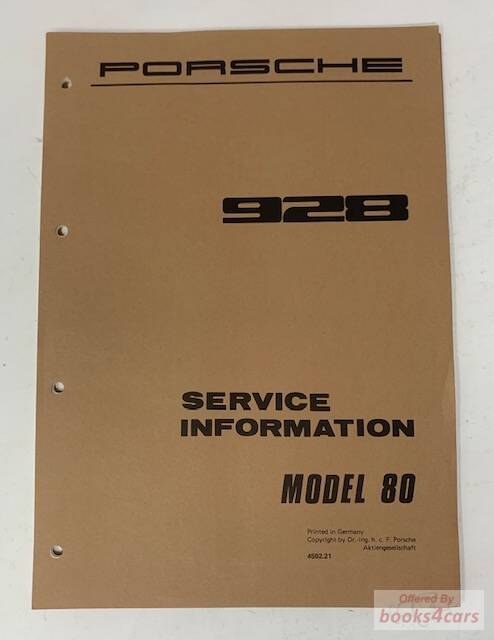 PORSCHE
928
SERVICE
INFORMATION
MODEL 80
Printed in Germany
Copyright by Dr.-Ing. h. c. F. Porsche
Aktiengesellschaft
4592.21
Offered By
books4cars